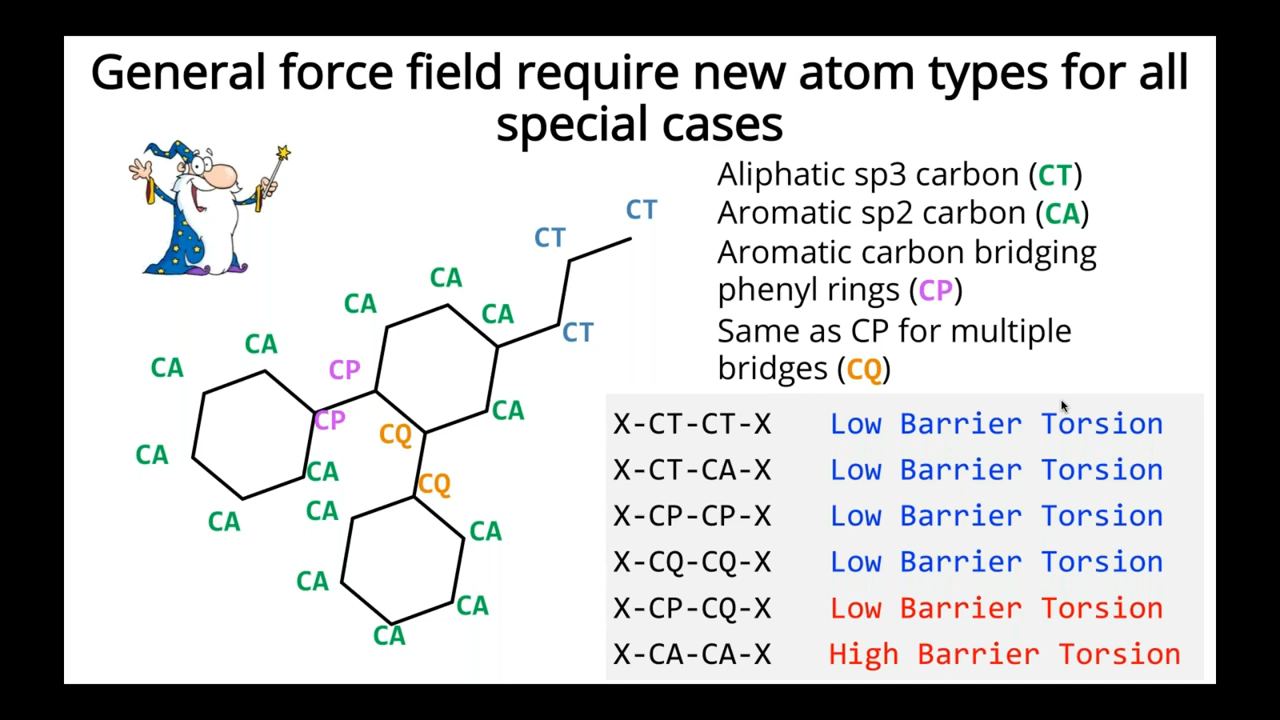 General force field require new atom types for all
special cases
Aliphatic sp3 carbon (CT)
Aromatic sp2 carbon (CA)
Aromatic carbon bridging
phenyl rings (CP)
Same as CP for multiple
bridges (CQ)
CT
CT
CA
CA
CA
CT
CA
CA
CP
CP
CA
CQ
CA
CA
CQ
CA
CA
CA
CA
CA
CA
X-CT-CT-X Low Barrier Torsion
X-CT-CA-X Low Barrier Torsion
X-CP-CP-X Low Barrier Torsion
X-CQ-CQ-X Low Barrier Torsion
X-CP-CQ-X Low Barrier Torsion
X-CA-CA-X High Barrier Torsion